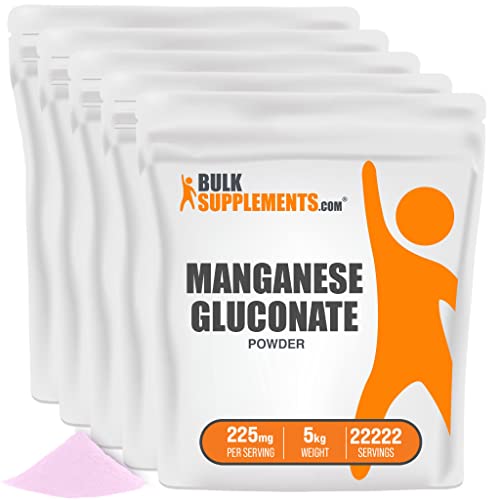 BULK
SUPPLEMENTS.COM®
MANGANESE
GLUCONATE
POWDER
225mg
PER SERVING
5kg
WEIGHT
22222
SERVINGS